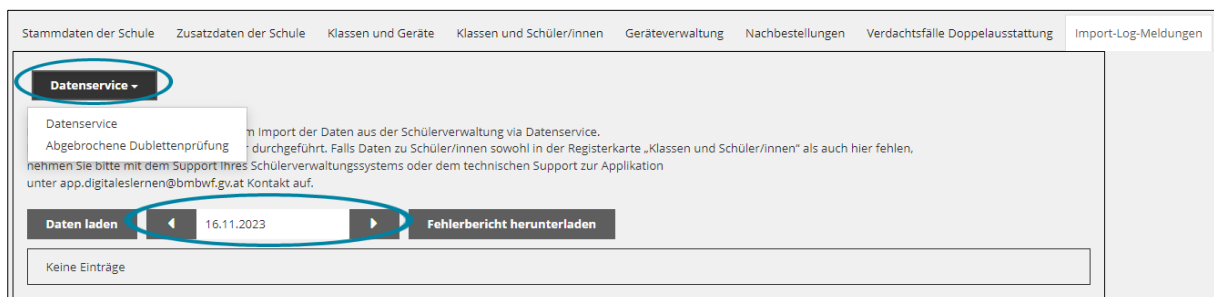 Stammdaten der Schule Zusatzdaten der Schule Klassen und Geräte Klassen und Schüler/innen Geräteverwaltung Nachbestellungen Verdachtsfälle Doppelausstattung Import-Log-Meldungen
Datenservice
Datenservice
Import der Daten aus der Schülerverwaltung via Datenservice.
Abgebrochene Dublettenprüfung
durchgeführt. Falls Daten zu Schüler/innen sowohl in der Registerkarte „Klassen und Schüler/innen“ als auch hier fehlen,
nehmen Sie bitte mit dem Support Ihres Schülerverwaltungssystems oder dem technischen Support zur Applikation
unter app.digitaleslernen@bmbwf.gv.at Kontakt auf.
Daten laden 16.11.2023 Fehlerbericht herunterladen
Keine Einträge